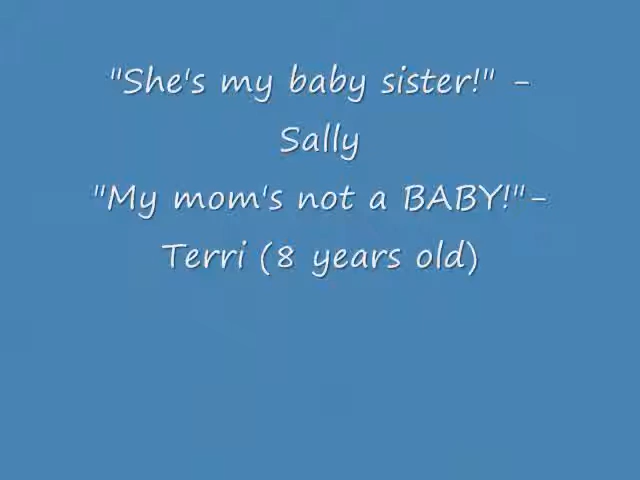 "She's my baby sister!" -
Sally
"My mom's not a BABY!"-
Terri (8 years old)